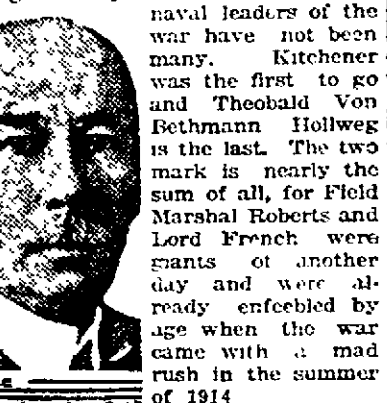 naval leaders of the
war have not been
many. Kitchener
was the first to go
and Theobald Von
Bethmann Hollweg
is the last. The two
mark is nearly the
sum of all, for Field
Marshal Roberts and
Lord French were
giants of another
day and were al-
ready enfeebled by
age when the war
came with a mad
rush in the summer
of 1914